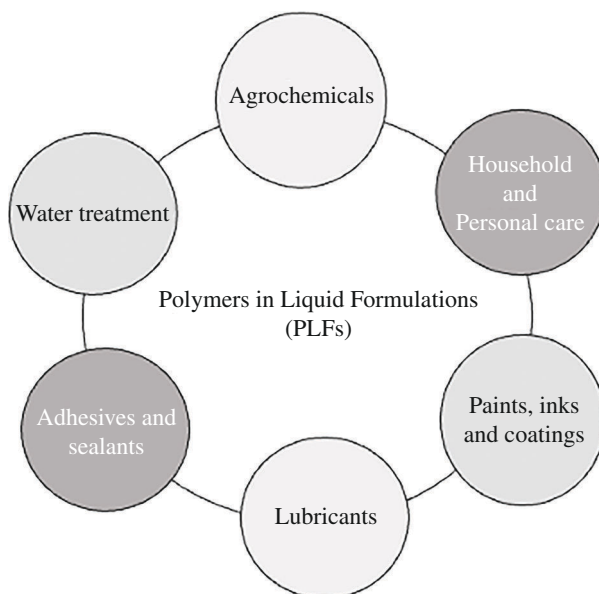 Agrochemicals
Household
and
Personal care
Water treatment
Polymers in Liquid Formulations
(PLFs)
Paints, inks
and coatings
Adhesives and
sealants
Lubricants